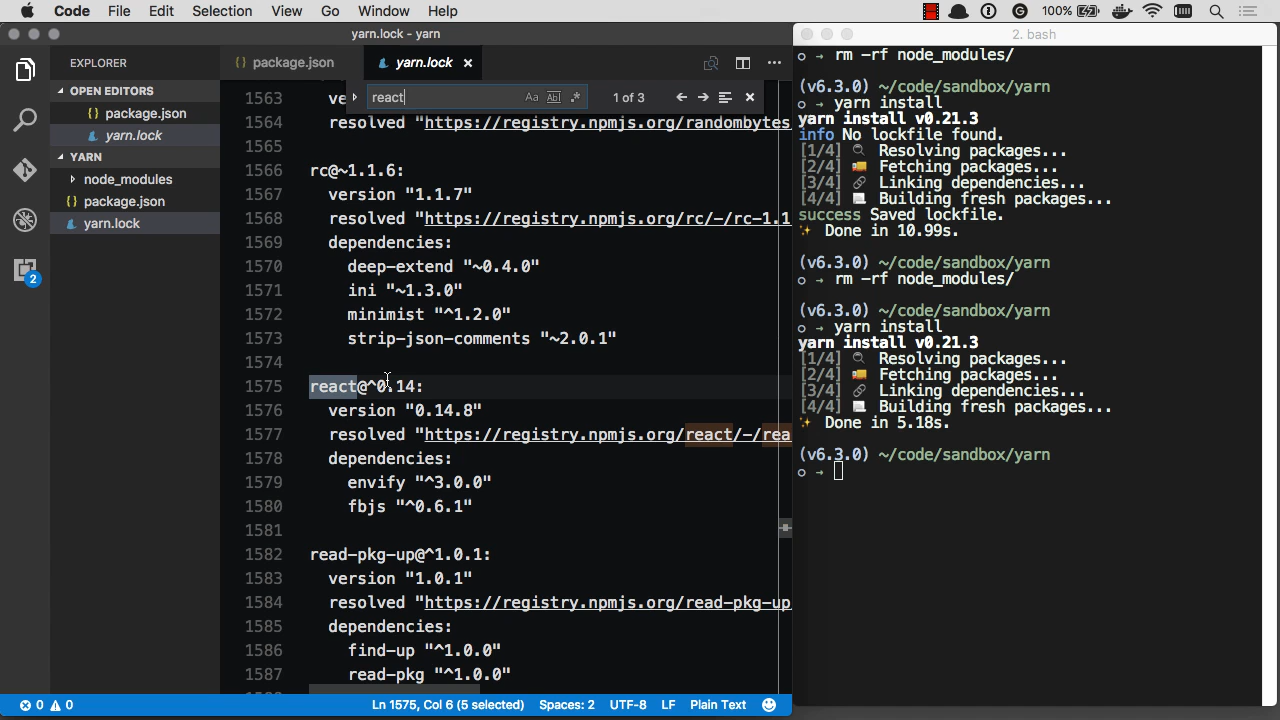 Code File Edit Selection View Go Window Help 100%
yarn.lock - yarn
2. bash
EXPLORER
OPEN EDITORS
package.json
yarn.lock
YARN
node_modules
package.json
yarn.lock
2
package.json yarn.lock
react 1 of 3
1563 ve
1564 resolved "https://registry.npmjs.org/randombytes
1565
1566 rc@~1.1.6:
1567 version "1.1.7"
1568 resolved "https://registry.npmjs.org/rc/-/rc-1.1
1569 dependencies:
1570 deep-extend "~0.4.0"
1571 ini "~1.3.0"
1572 minimist "^1.2.0"
1573 strip-json-comments "~2.0.1"
1574
1575 react@^0.14:
1576 version "0.14.8"
1577 resolved "https://registry.npmjs.org/react/-/rea
1578 dependencies:
1579 envify "^3.0.0"
1580 fbjs "^0.6.1"
1581
1582 read-pkg-up@^1.0.1:
1583 version "1.0.1"
1584 resolved "https://registry.npmjs.org/read-pkg-up
1585 dependencies:
1586 find-up "^1.0.0"
1587 read-pkg "^1.0.0"
rm -rf node_modules/
(v6.3.0) ~/code/sandbox/yarn
yarn install
yarn install v0.21.3
info No lockfile found.
[1/4] Resolving packages...
[2/4] Fetching packages...
[3/4] Linking dependencies...
[4/4] Building fresh packages...
success Saved lockfile.
Done in 10.99s.
(v6.3.0) ~/code/sandbox/yarn
rm -rf node_modules/
(v6.3.0) ~/code/sandbox/yarn
yarn install
yarn install v0.21.3
[1/4] Resolving packages...
[2/4] Fetching packages...
[3/4] Linking dependencies...
[4/4] Building fresh packages...
Done in 5.18s.
(v6.3.0) ~/code/sandbox/yarn
0 0 Ln 1575, Col 6 (5 selected) Spaces: 2 UTF-8 LF Plain Text